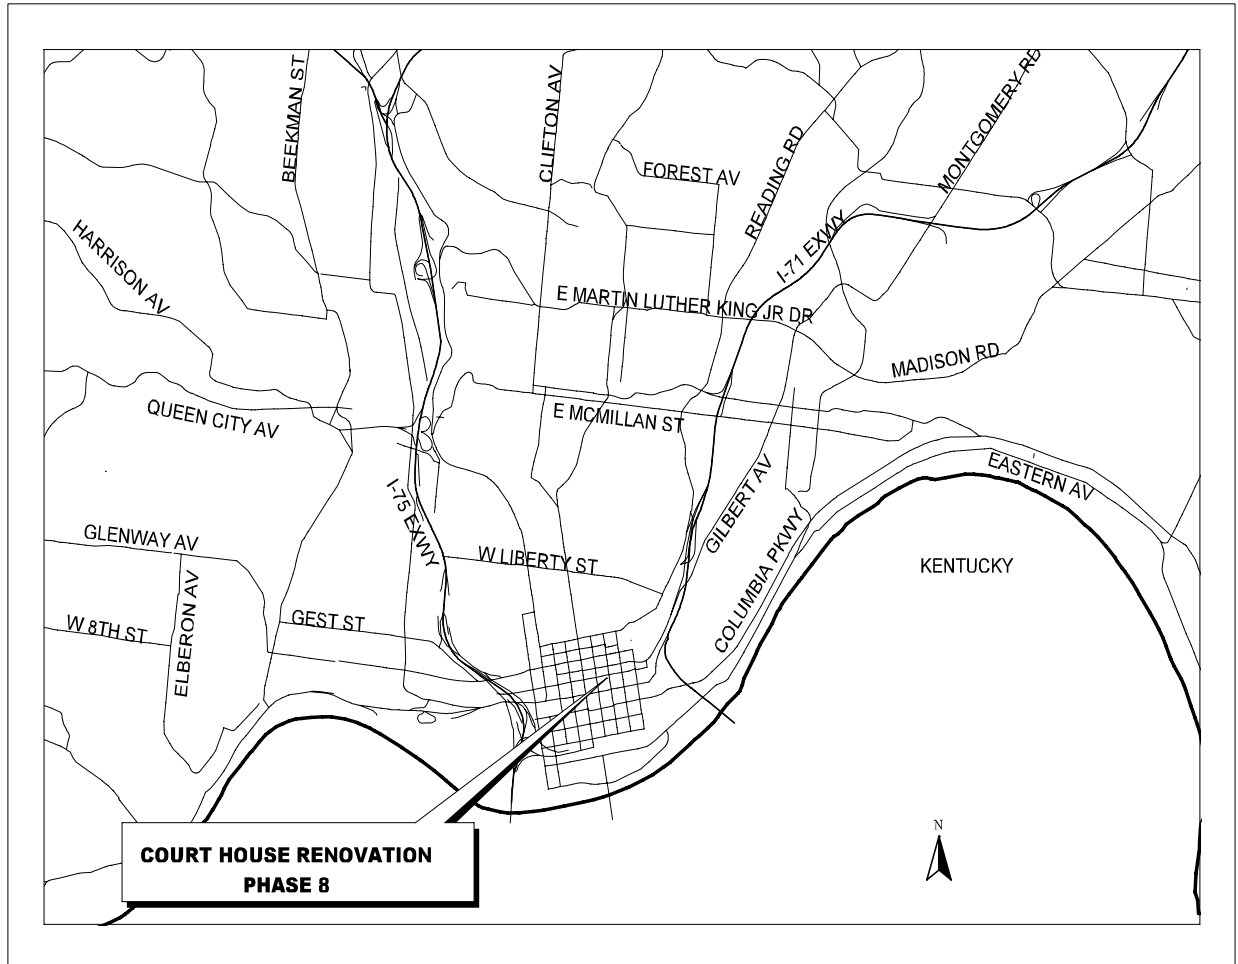 BEEKMAN ST
CLIFTON AV
MONTGOMERY RD
READING RD
FOREST AV
HARRISON AV
I-71 EXWY
E MARTIN LUTHER KING JR DR
MADISON RD
QUEEN CITY AV
E MCMILLAN ST
EASTERN AV
I-75 EXWY
GILBERT AV
COLUMBIA PKWY
GLENWAY AV
W LIBERTY ST
KENTUCKY
ELBERON AV
GEST ST
W 8TH ST
N
COURT HOUSE RENOVATION
PHASE 8